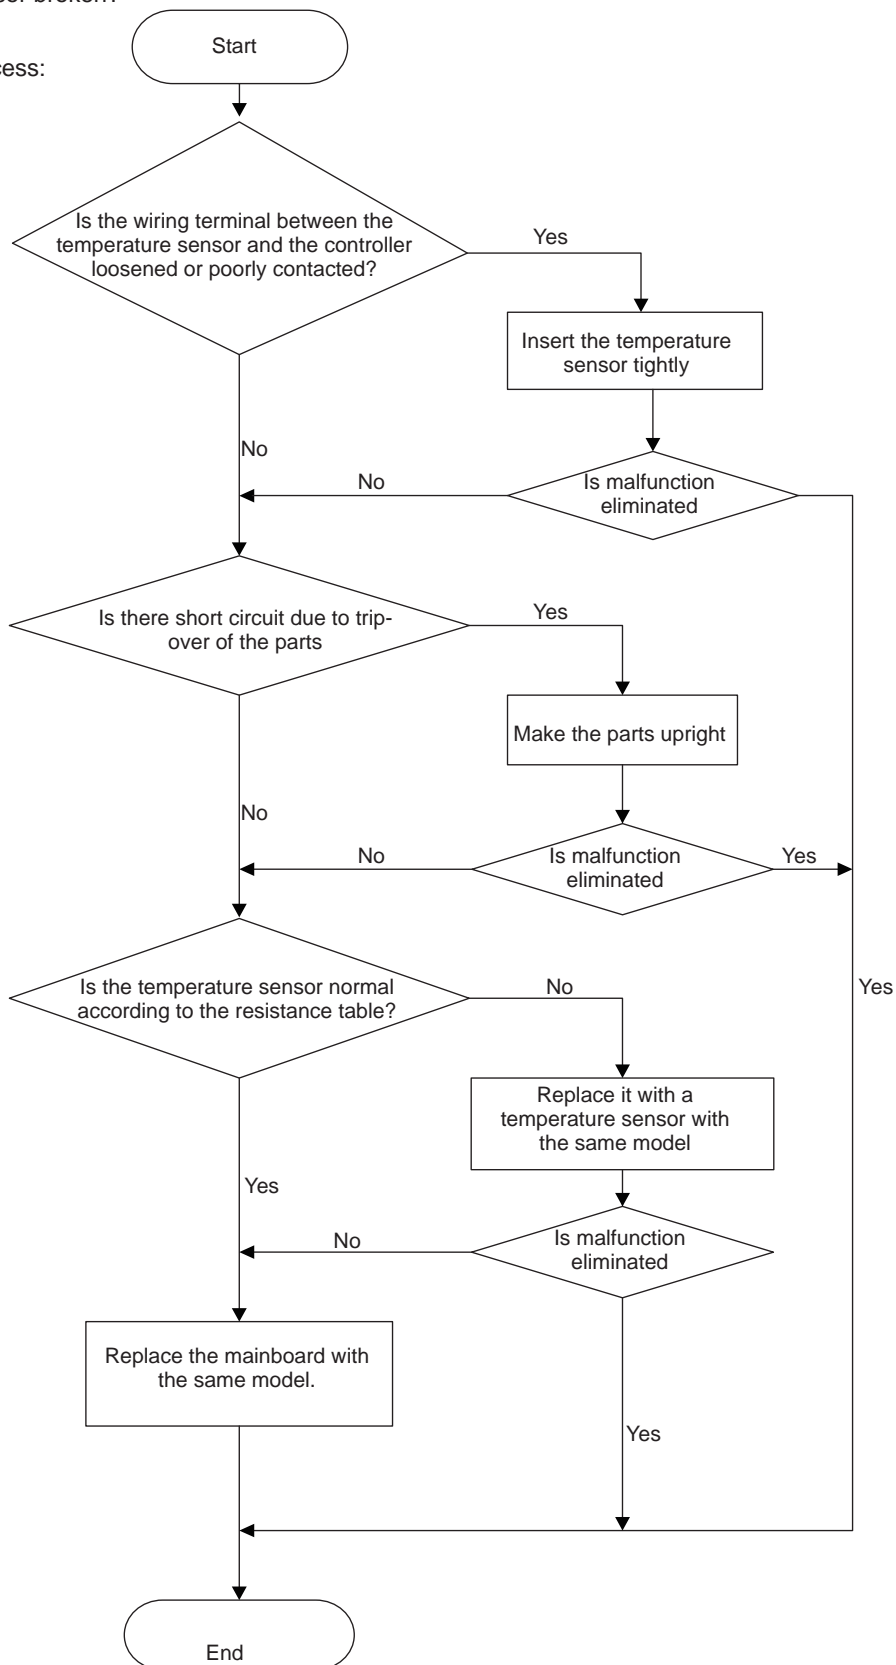 Start
cess:
Is the wiring terminal between the
temperature sensor and the controller
loosened or poorly contacted?
Yes
Insert the temperature
sensor tightly
No
No
Is malfunction
eliminated
Is there short circuit due to trip-
over of the parts
Yes
Make the parts upright
No
No
Is malfunction
eliminated
Yes
Is the temperature sensor normal
according to the resistance table?
No
Yes
Replace it with a
temperature sensor with
the same model
Yes
No
Is malfunction
eliminated
Replace the mainboard with
the same model.
Yes
End